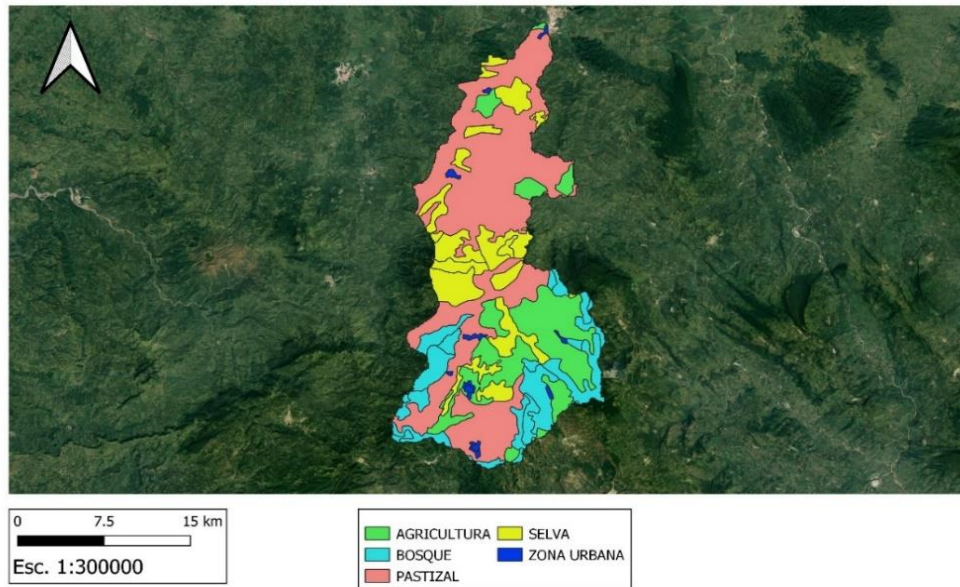 0 7.5 15 km
Esc. 1:300000
AGRICULTURA SELVA
BOSQUE ZONA URBANA
PASTIZAL